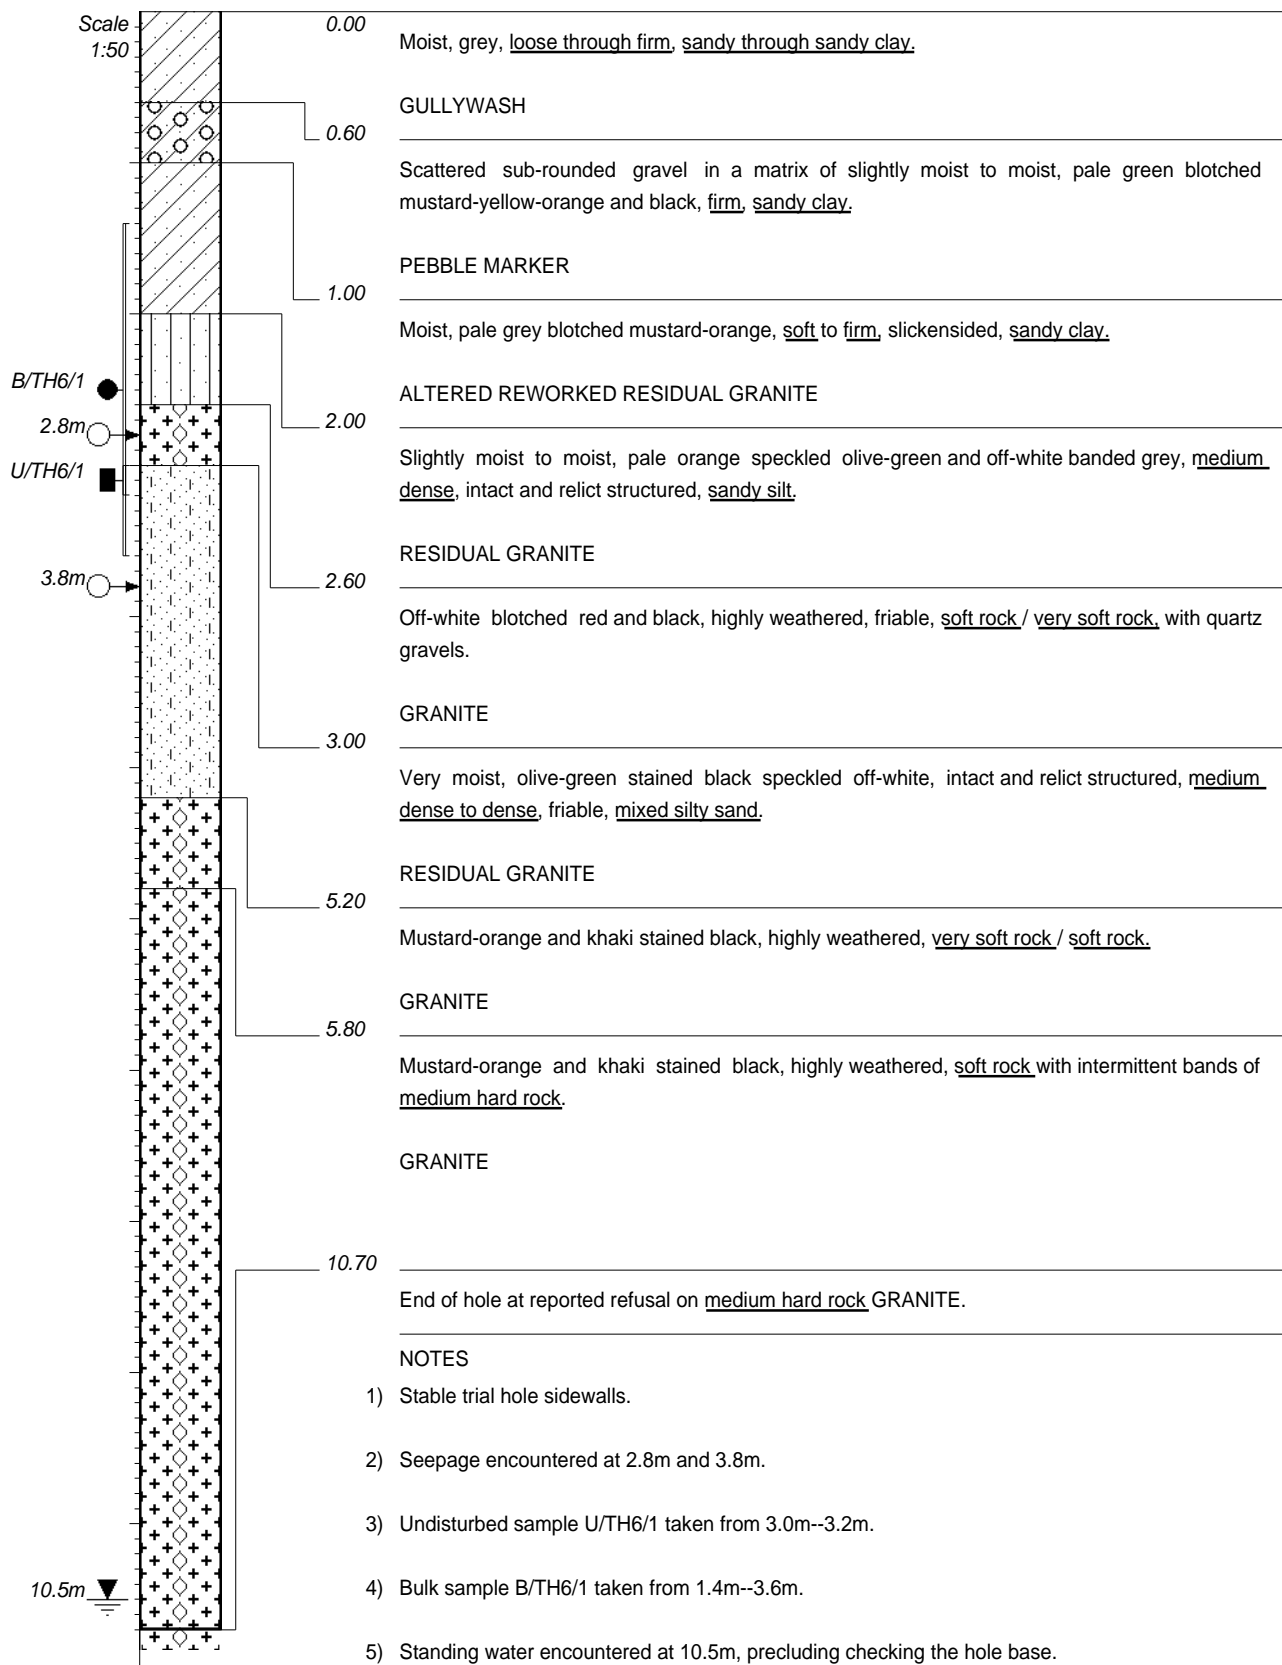 Scale
1:50
0.00
Moist, grey, loose through firm, sandy through sandy clay.
GULLYWASH
0.60
Scattered sub-rounded gravel in a matrix of slightly moist to moist, pale green blotched
mustard-yellow-orange and black, firm, sandy clay.
PEBBLE MARKER
1.00
Moist, pale grey blotched mustard-orange, soft to firm, slickensided, sandy clay.
B/TH6/1
ALTERED REWORKED RESIDUAL GRANITE
2.00
2.8m
Slightly moist to moist, pale orange speckled olive-green and off-white banded grey, medium
U/TH6/1
dense, intact and relict structured, sandy silt.
RESIDUAL GRANITE
2.60
3.8m
Off-white blotched red and black, highly weathered, friable, soft rock / very soft rock, with quartz
gravels.
GRANITE
3.00
Very moist, olive-green stained black speckled off-white, intact and relict structured, medium
dense to dense, friable, mixed silty sand.
RESIDUAL GRANITE
5.20
Mustard-orange and khaki stained black, highly weathered, very soft rock / soft rock.
GRANITE
5.80
Mustard-orange and khaki stained black, highly weathered, soft rock with intermittent bands of
medium hard rock.
GRANITE
10.70
End of hole at reported refusal on medium hard rock GRANITE.
NOTES
1) Stable trial hole sidewalls.
2) Seepage encountered at 2.8m and 3.8m.
3) Undisturbed sample U/TH6/1 taken from 3.0m--3.2m.
4) Bulk sample B/TH6/1 taken from 1.4m--3.6m.
10.5m
5) Standing water encountered at 10.5m, precluding checking the hole base.